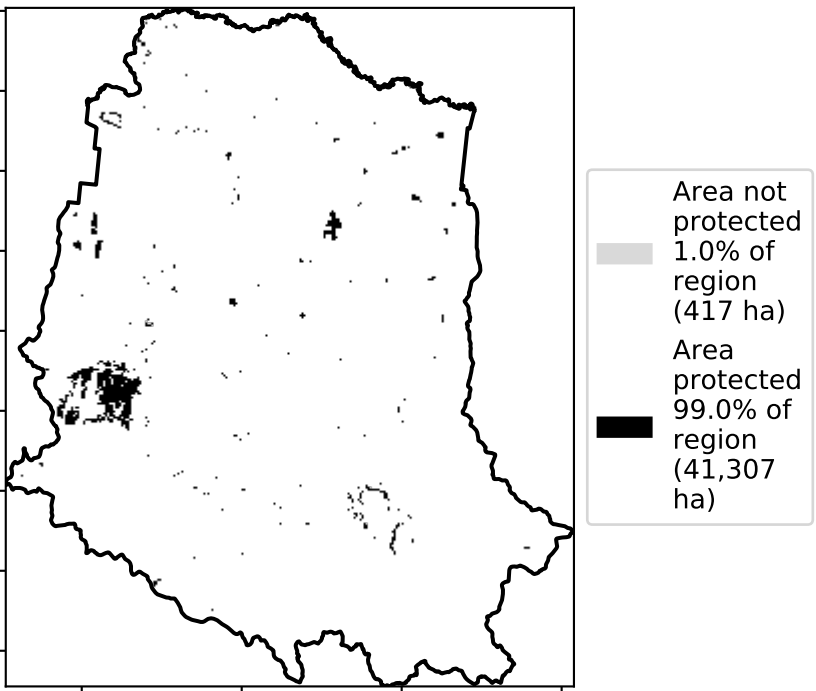 Area not
protected
1.0% of
region
(417 ha)
Area
protected
99.0% of
region
(41,307
ha)